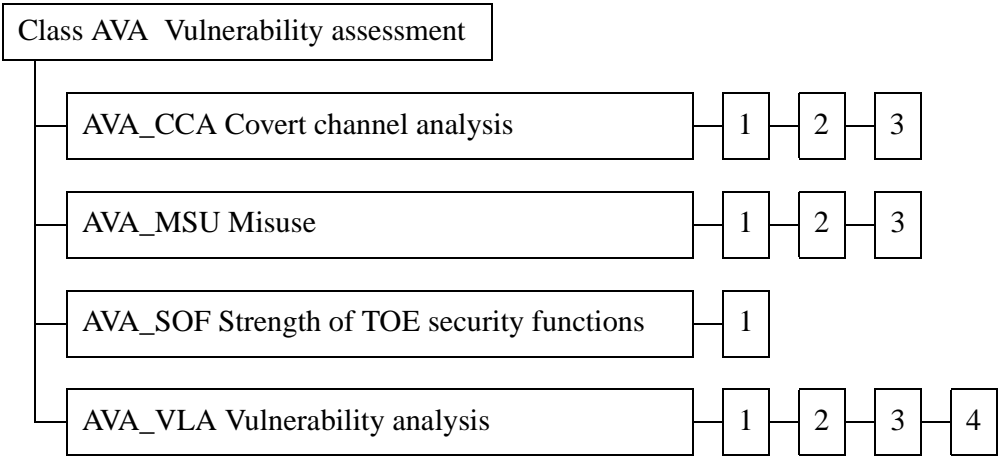 Class AVA  Vulnerability assessment
AVA_CCA Covert channel analysis 1 2 3
AVA_MSU Misuse 1 2 3
AVA_SOF Strength of TOE security functions 1
AVA_VLA Vulnerability analysis 1 2 3 4